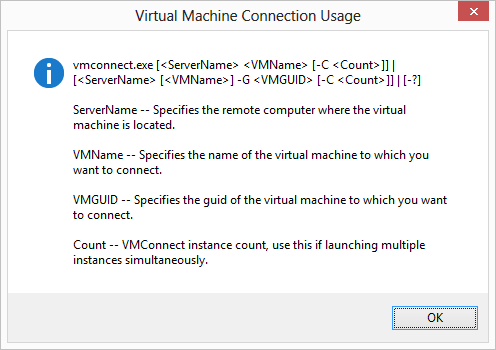 Virtual Machine Connection Usage
vmconnect.exe [<ServerName> <VMName> [-C <Count>]] |
[<ServerName> [<VMName>] -G <VMGUID> [-C <Count>]] | [-?]
ServerName -- Specifies the remote computer where the virtual
machine is located.
VMName -- Specifies the name of the virtual machine to which you
want to connect.
VMGUID -- Specifies the guid of the virtual machine to which you want
to connect.
Count -- VMConnect instance count, use this if launching multiple
instances simultaneously.
OK